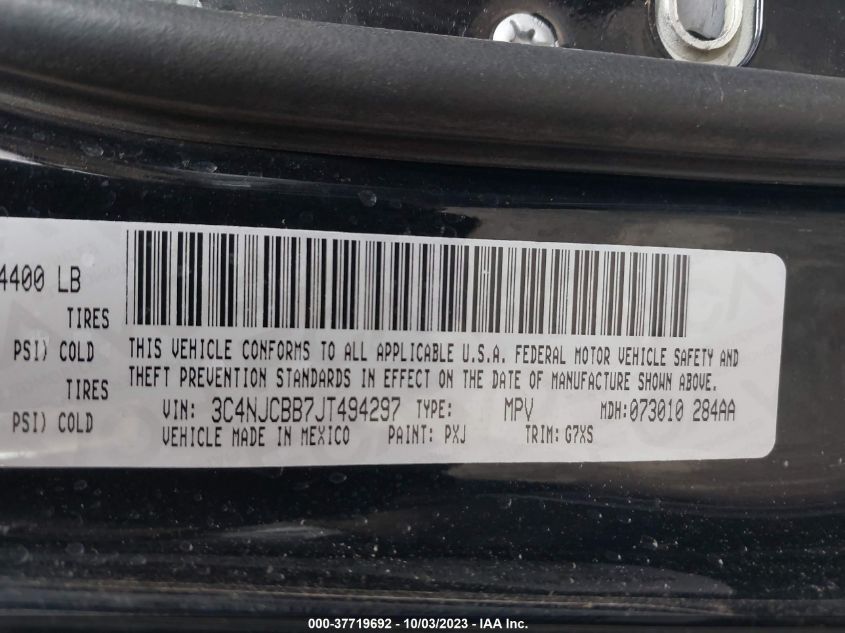 4400 LB
TIRES
PSI) COLD
TIRES
PSI) COLD
THIS VEHICLE CONFORMS TO ALL APPLICABLE U.S.A. FEDERAL MOTOR VEHICLE SAFETY AND
THEFT PREVENTION STANDARDS IN EFFECT ON THE DATE OF MANUFACTURE SHOWN ABOVE.
VIN: 3C4NJCBB7JT494297 TYPE: MPV MDH:073010 284AA
VEHICLE MADE IN MEXICO PAINT: PXJ TRIM: G7XS
000-37719692 - 10/03/2023 - IAA Inc.